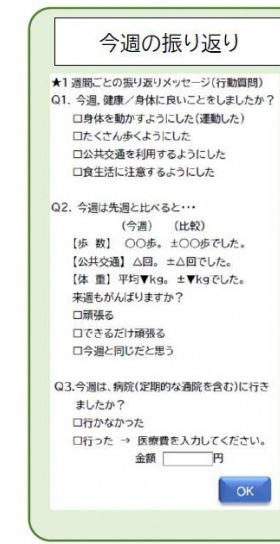 今週の振り返り
★1週間ごとの振り返りメッセージ(行動質問)
Q1. 今週,健康／身体に良いことをしましたか?
□身体を動かすようにした(運動した)
□たくさん歩くようにした
□公共交通を利用するようにした
□食生活に注意するようにした
Q2. 今週は先週と比べると・・・
(今週) (比較)
【歩 数】 〇〇歩。 ±〇〇歩でした。
【公共交通】 △回。 ±△回でした。
【体 重】 平均▼kg。 ±▼kgでした。
来週もがんばりますか?
□頑張る
□できるだけ頑張る
□今週と同じだと思う
Q3.今週は、病院(定期的な通院を含む)に行き
ましたか?
□行かなかった
□行った → 医療費を入力してください。
金額 円
OK